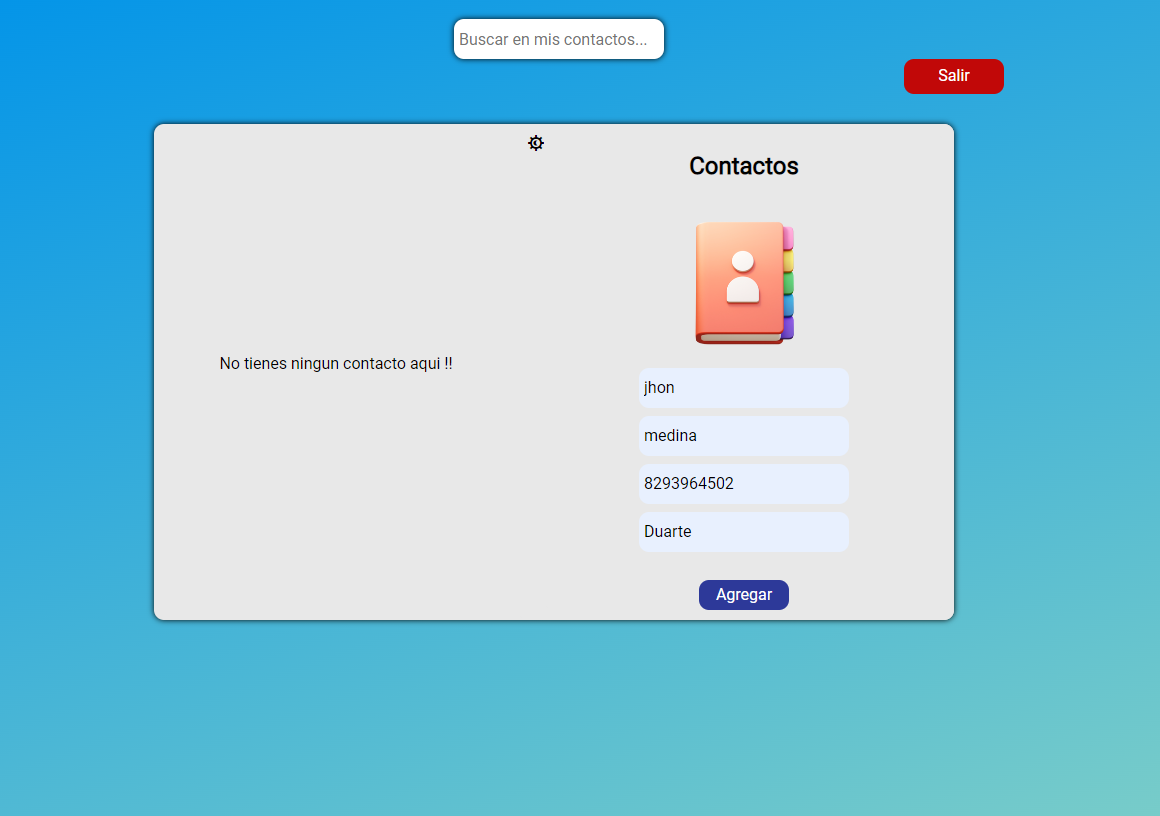 Buscar en mis contactos...
Salir
Contactos
No tienes ningun contacto aqui !!
jhon
medina
8293964502
Duarte
Agregar